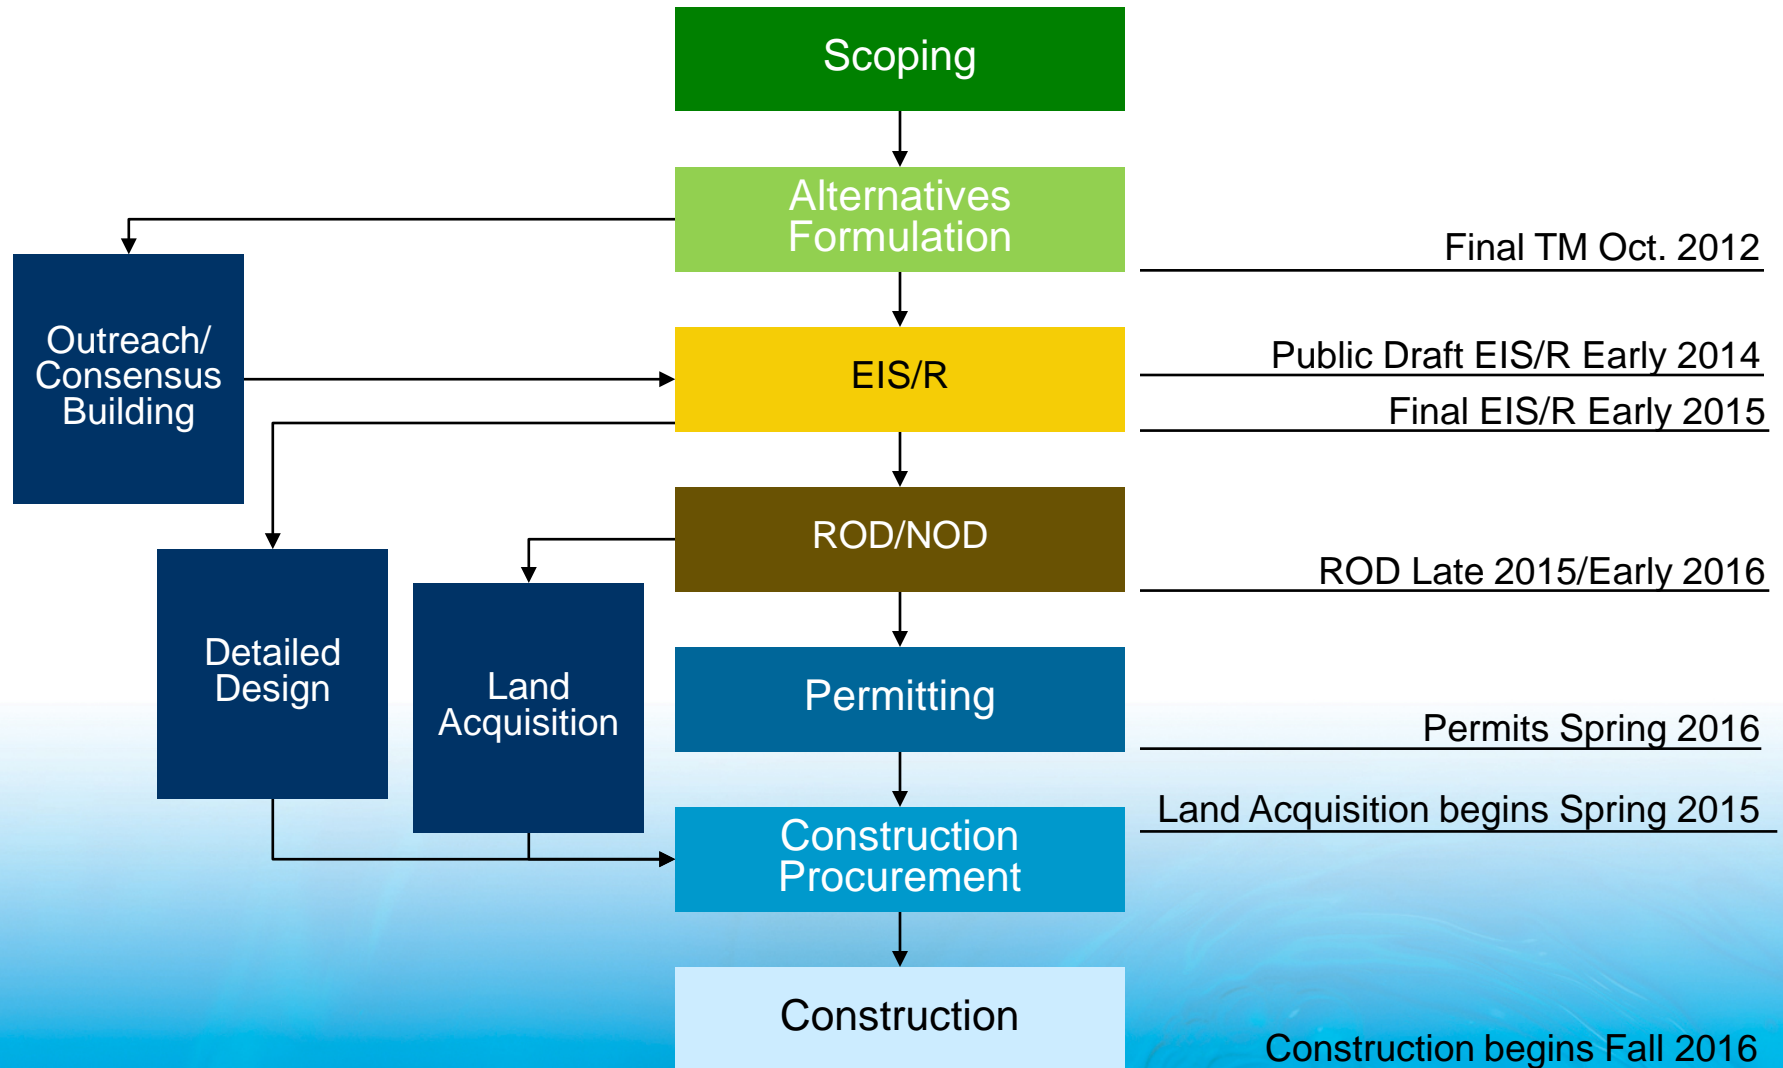 Scoping
Alternatives
Formulation
Final TM Oct. 2012
Outreach/
Consensus
Building
EIS/R
Public Draft EIS/R Early 2014
Final EIS/R Early 2015
ROD/NOD
ROD Late 2015/Early 2016
Detailed
Design
Land
Acquisition
Permitting
Permits Spring 2016
Land Acquisition begins Spring 2015
Construction
Procurement
Construction
Construction begins Fall 2016